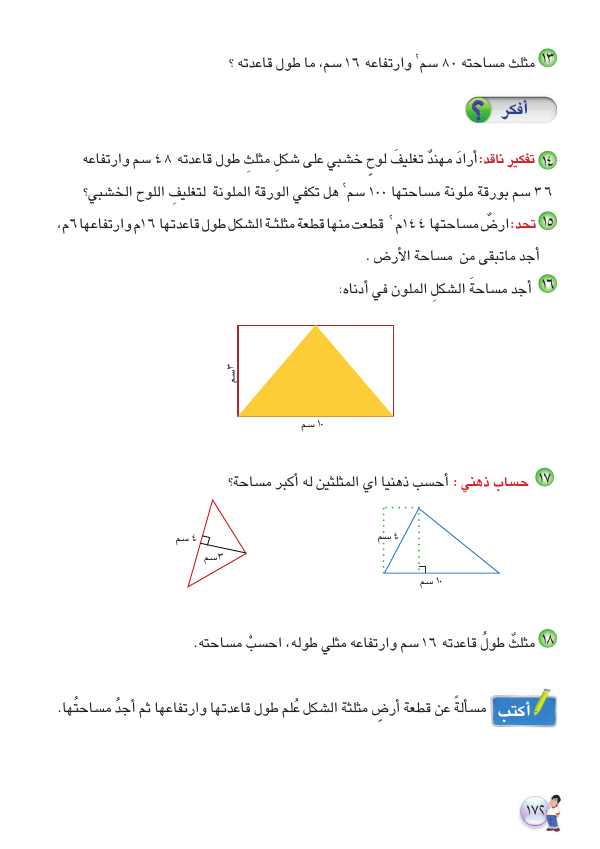 ١٣ مثلث مساحته ٨٠ سم٢ وارتفاعه ١٦ سم، ما طول قاعدته ؟
أفكر ؟
١٤ تفكير ناقد: أرادَ مهندٌ تغليفَ لوحٍ خشبي على شكلِ مثلثٍ طول قاعدته ٤٨ سم وارتفاعه
٣٦ سم بورقة ملونة مساحتها ١٠٠ سم٢ هل تكفي الورقة الملونة لتغليفِ اللوح الخشبي؟
١٥ تحد: ارضٌ مساحتها ١٤٤م٢ قطعت منها قطعة مثلثة الشكل طول قاعدتها ١٦م وارتفاعها ٦م،
أجد ماتبقى من مساحة الأرض .
١٦ أجد مساحةَ الشكلِ الملون في أدناه:
٣سم
١٠ سم
١٧ حساب ذهني : أحسب ذهنيا اي المثلثين له أكبر مساحة؟
٤ سم
١٠ سم
٤ سم
٣سم
١٨ مثلثٌ طولُ قاعدته ١٦ سم وارتفاعه مثلي طوله، احسبْ مساحته.
أكتب مسألةً عن قطعة أرضٍ مثلثة الشكل عُلم طول قاعدتها وارتفاعها ثم أجدُ مساحتُها.
١٧٢